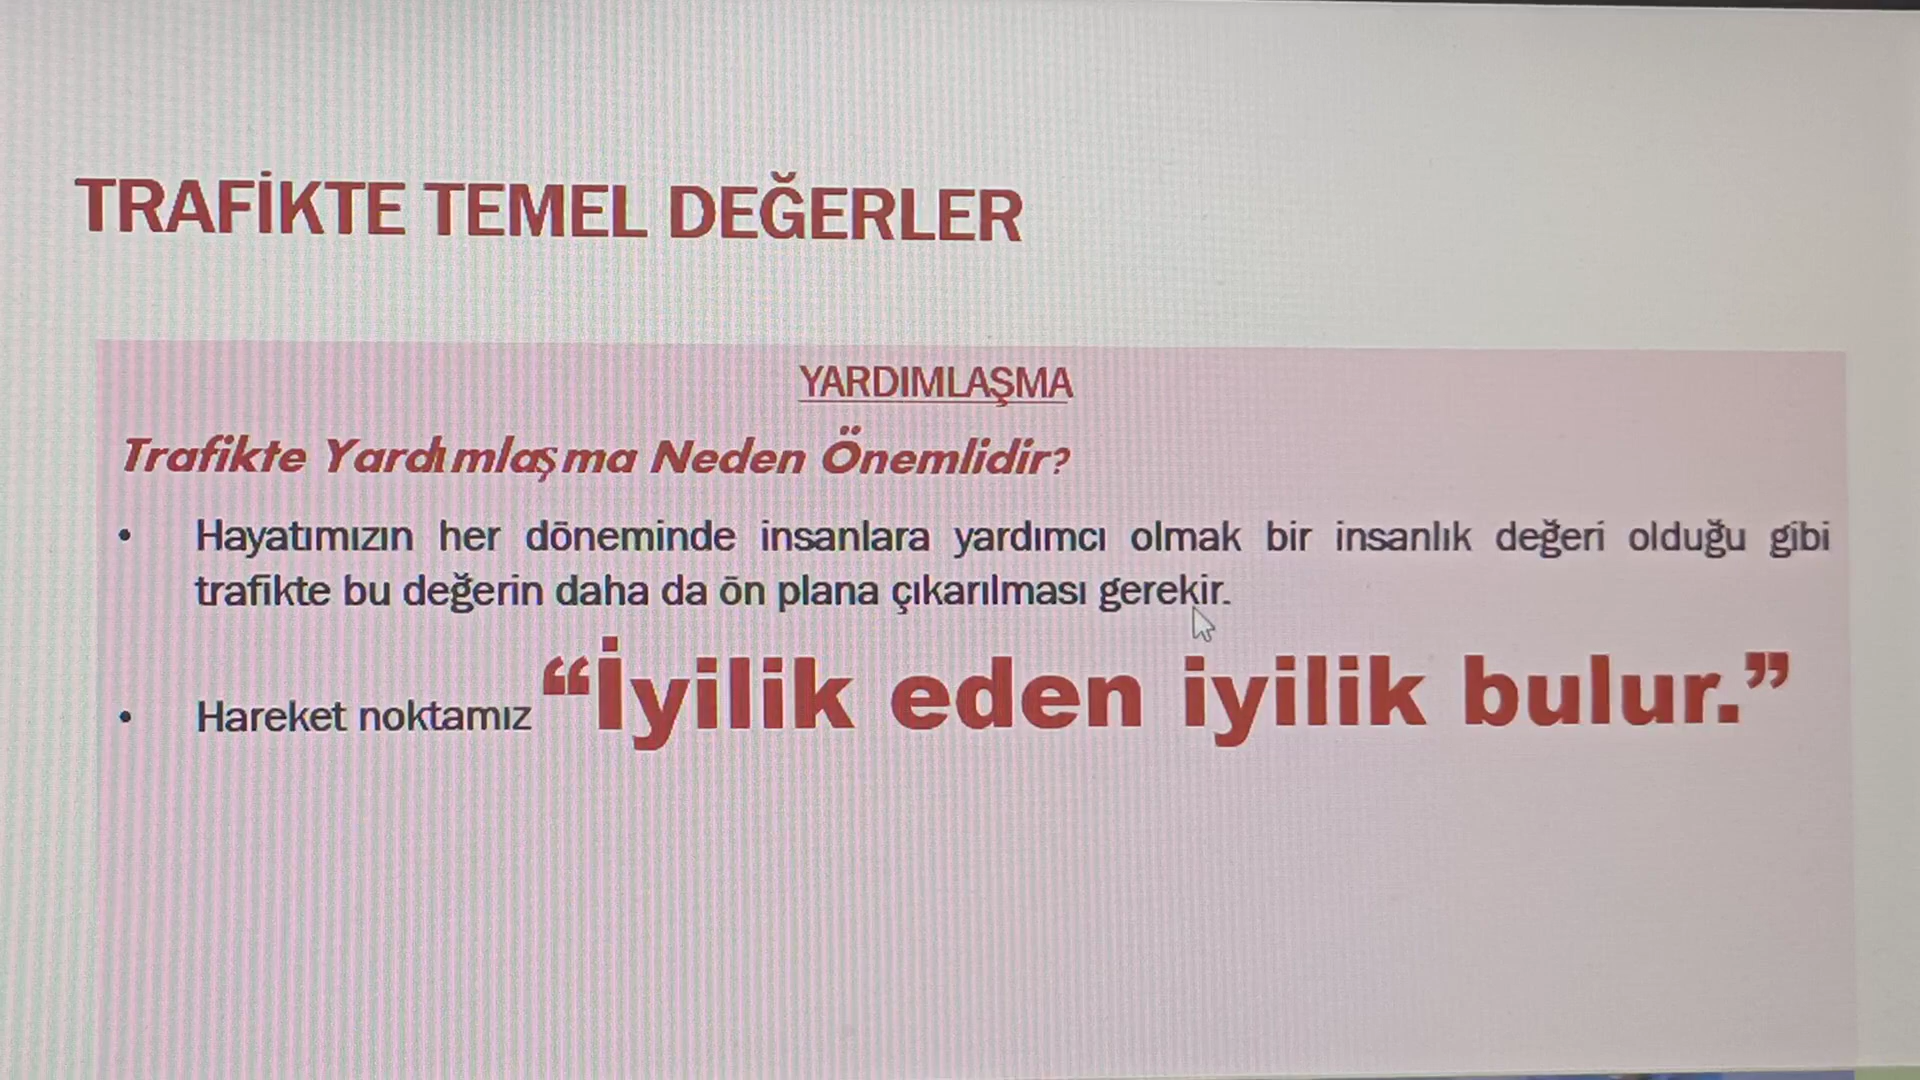 TRAFİKTE TEMEL DEĞERLER
YARDIMLAŞMA
Trafikte Yardımlaşma Neden Önemlidir?
• Hayatımızın her döneminde insanlara yardımcı olmak bir insanlık değeri olduğu gibi
trafikte bu değerin daha da ön plana çıkarılması gerekir.
• Hareket noktamız “İyilik eden iyilik bulur.”